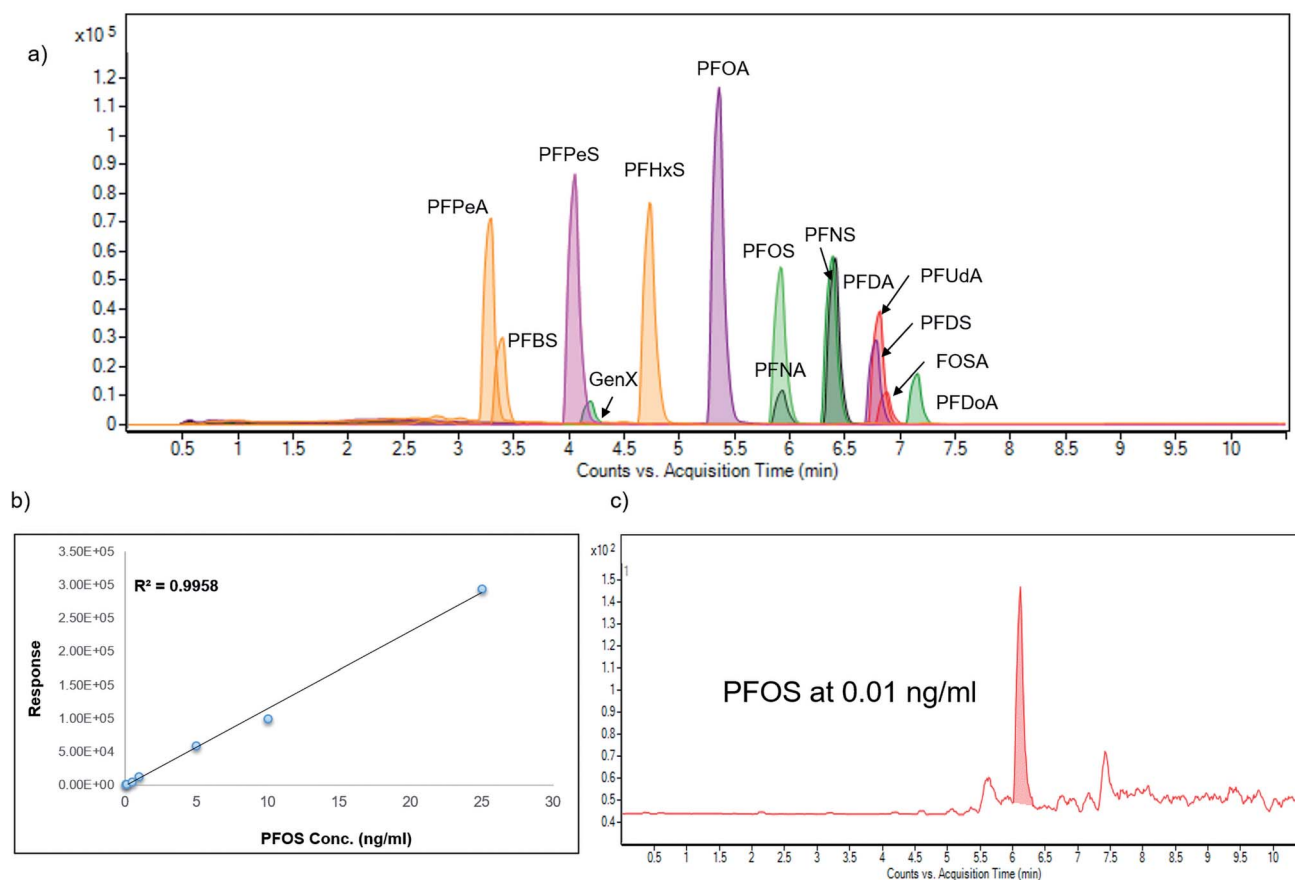 a)
x10 5
1.2
1.1
1
0.9
0.8
0.7
0.6
0.5
0.4
0.3
0.2
0.1
0
PFPeA
PFBS
PFPeS
GenX
PFHxS
PFOA
PFOS
PFNA
PFNS
PFDA
PFUdA
PFDS
FOSA
PFDoA
0.5 1 1.5 2 2.5 3 3.5 4 4.5 5 5.5 6 6.5 7 7.5 8 8.5 9 9.5 10
Counts vs. Acquisition Time (min)
b)
3.50E+05
3.00E+05
2.50E+05
2.00E+05
1.50E+05
1.00E+05
5.00E+04
0.00E+00
Response
R² = 0.9958
0 5 10 15 20 25 30
PFOS Conc. (ng/ml)
c)
x10 2
1
1.5
1.4
1.3
1.2
1.1
1
0.9
0.8
0.7
0.6
0.5
0.4
PFOS at 0.01 ng/ml
0.5 1 1.5 2 2.5 3 3.5 4 4.5 5 5.5 6 6.5 7 7.5 8 8.5 9 9.5 10
Counts vs. Acquisition Time (min)